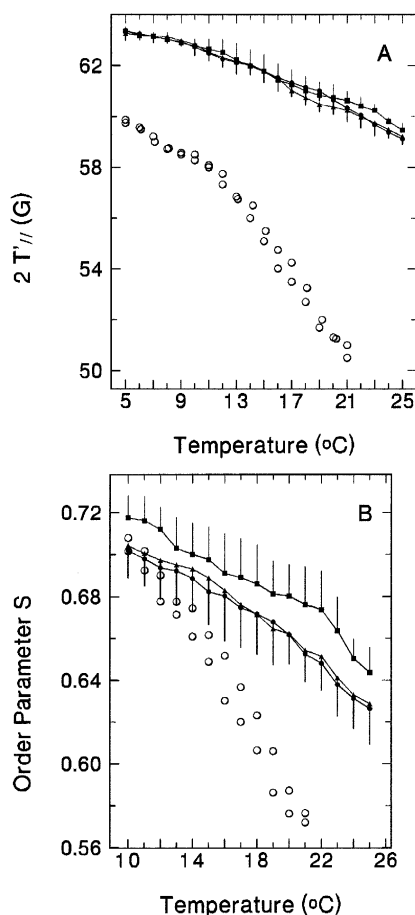 A
62
58
54
50
2 T'// (G)
5 9 13 17 21 25
Temperature (oC)
B
0.72
0.68
0.64
0.60
0.56
Order Parameter S
10 14 18 22 26
Temperature (oC)